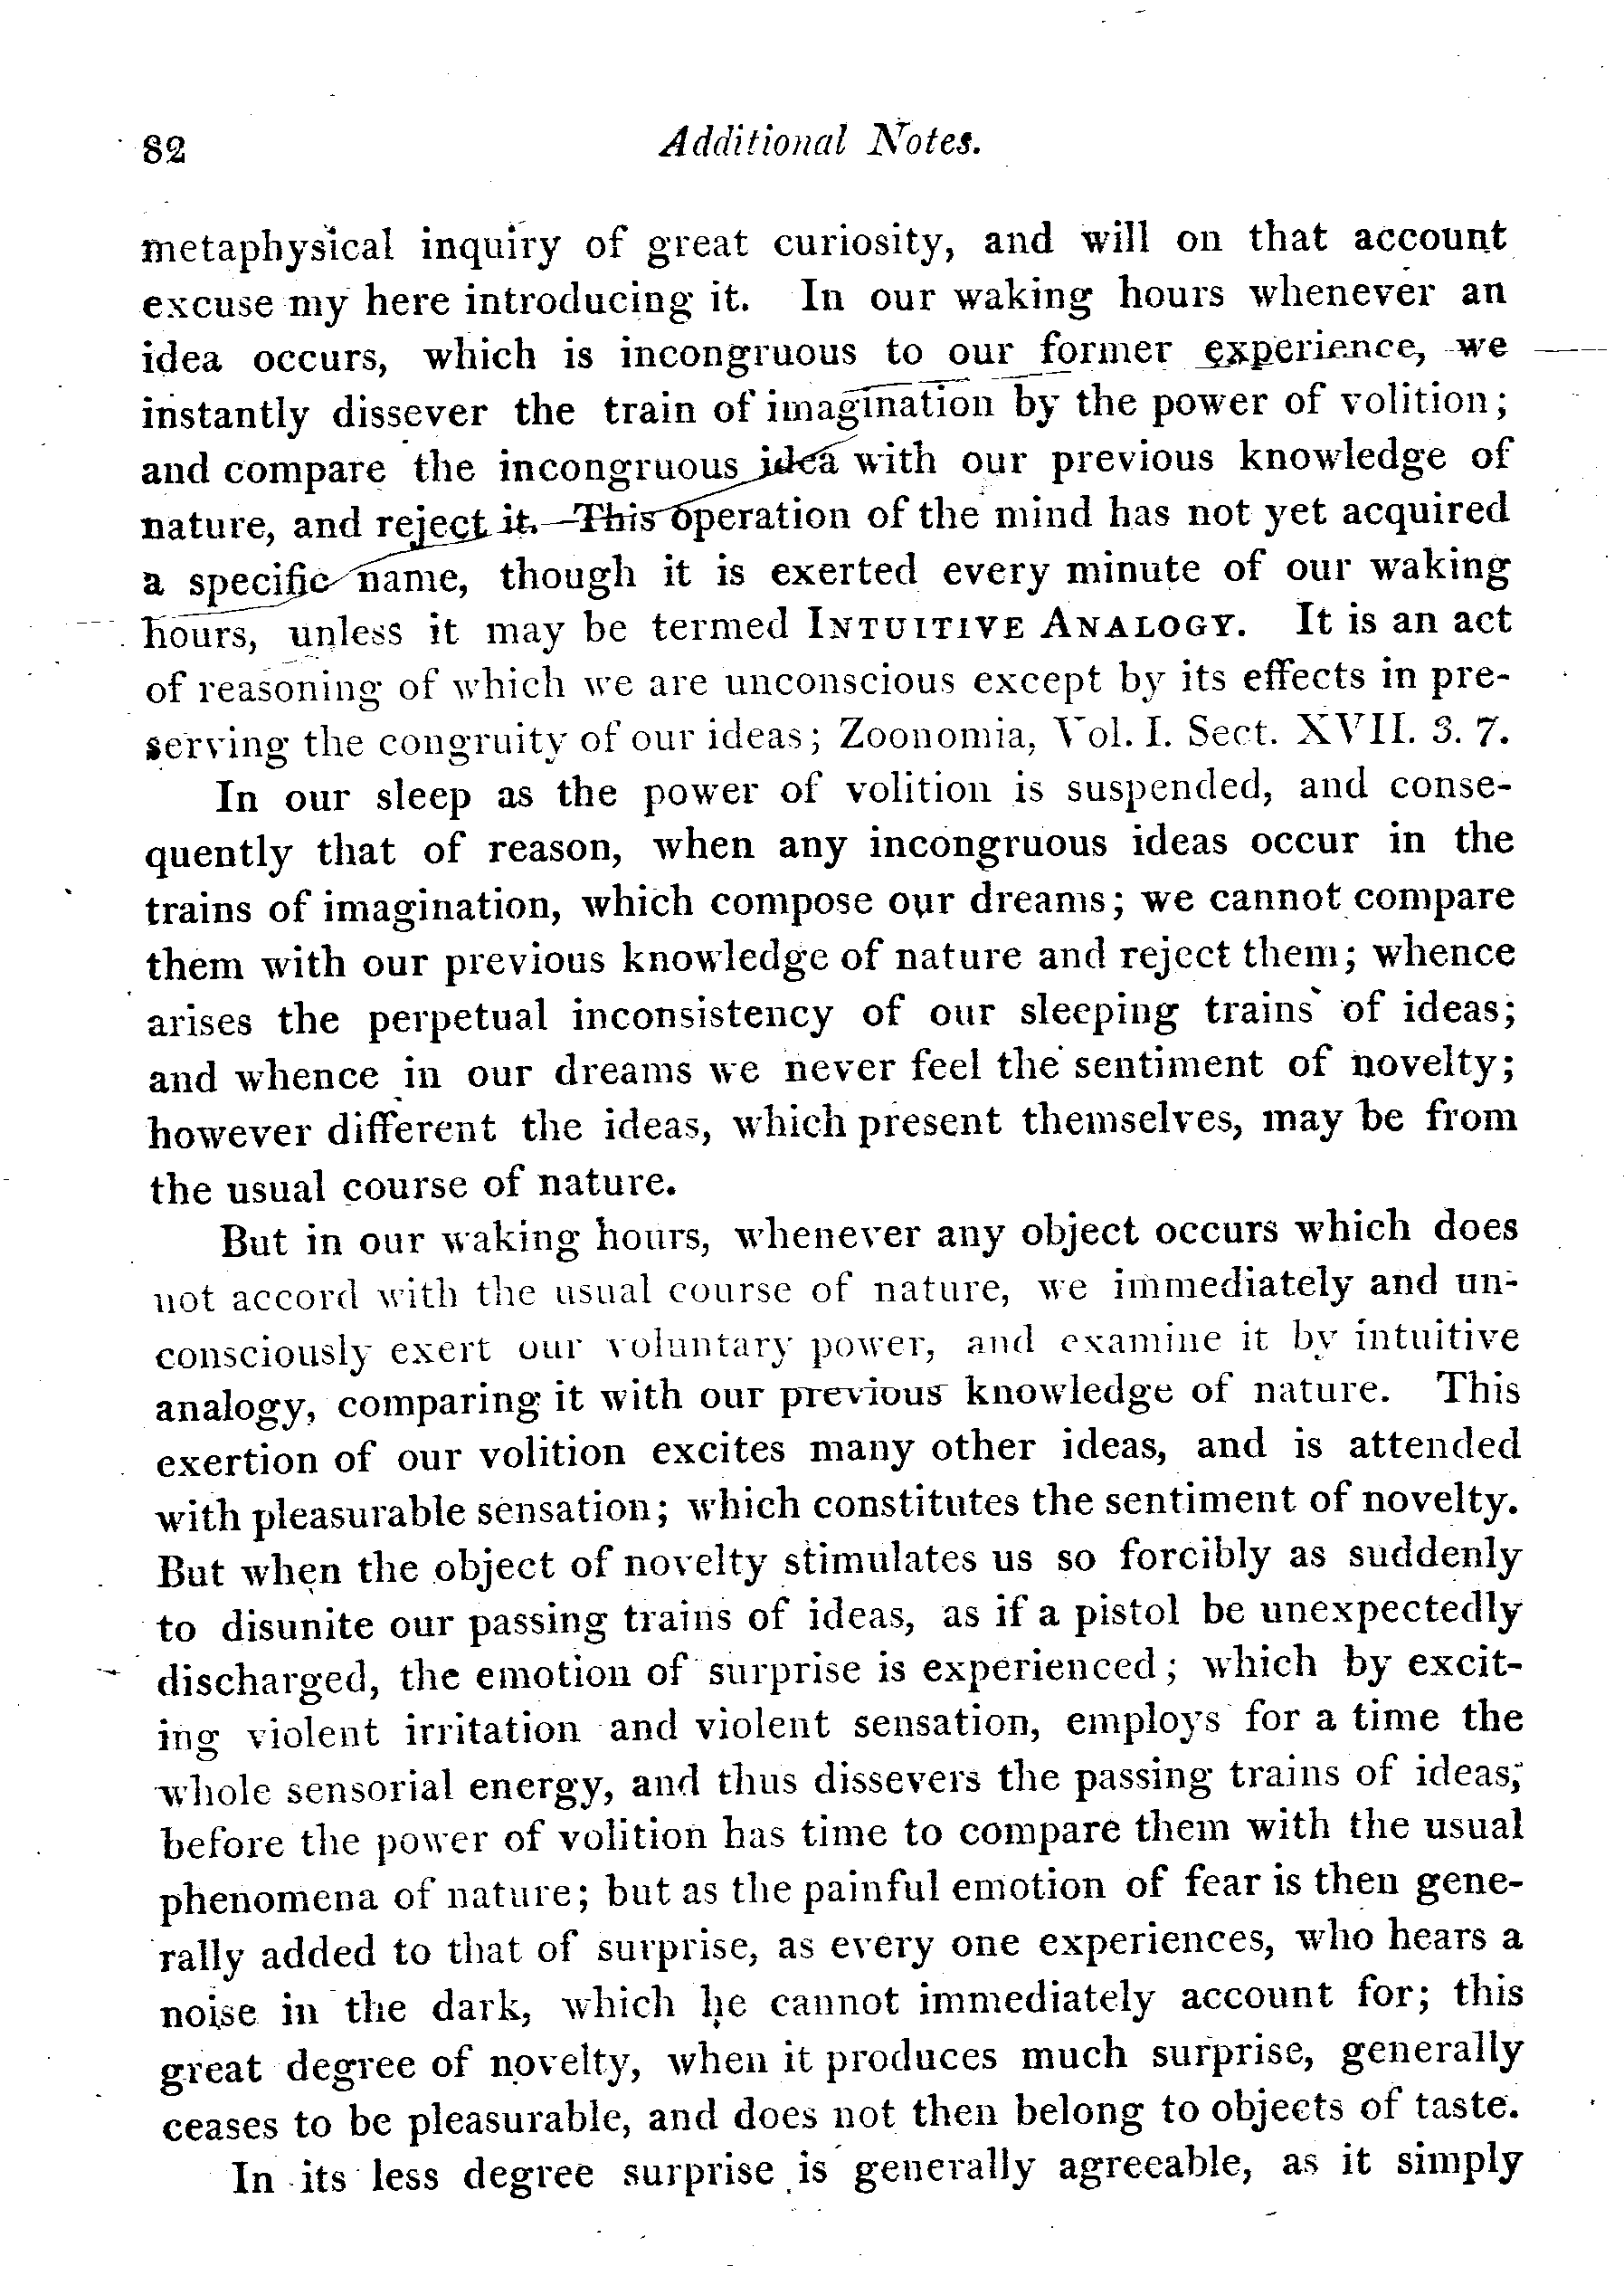 82 Additional Notes.
metaphysical inquiry of great curiosity, and will on that account
excuse my here introducing it. In our waking hours whenever an
idea occurs, which is incongruous to our former experience, we
instantly dissever the train of imagination by the power of volition;
and compare the incongruous idea with our previous knowledge of
nature, and reject it. This operation of the mind has not yet acquired
a specific name, though it is exerted every minute of our waking
hours, unless it may be termed INTUITIVE ANALOGY. It is an act
of reasoning of which we are unconscious except by its effects in pre-
serving the congruity of our ideas; Zoonomia, Vol. I. Sect. XVII. 3. 7.
In our sleep as the power of volition is suspended, and conse-
quently that of reason, when any incongruous ideas occur in the
trains of imagination, which compose our dreams; we cannot compare
them with our previous knowledge of nature and reject them; whence
arises the perpetual inconsistency of our sleeping trains of ideas;
and whence in our dreams we never feel the sentiment of novelty;
however different the ideas, which present themselves, may be from
the usual course of nature.
But in our waking hours, whenever any object occurs which does
not accord with the usual course of nature, we immediately and un-
consciously exert our voluntary power, and examine it by intuitive
analogy, comparing it with our previous knowledge of nature. This
exertion of our volition excites many other ideas, and is attended
with pleasurable sensation; which constitutes the sentiment of novelty.
But when the object of novelty stimulates us so forcibly as suddenly
to disunite our passing trains of ideas, as if a pistol be unexpectedly
discharged, the emotion of surprise is experienced; which by excit-
ing violent irritation and violent sensation, employs for a time the
whole sensorial energy, and thus dissevers the passing trains of ideas;
before the power of volition has time to compare them with the usual
phenomena of nature; but as the painful emotion of fear is then gene-
rally added to that of surprise, as every one experiences, who hears a
noise in the dark, which he cannot immediately account for; this
great degree of novelty, when it produces much surprise, generally
ceases to be pleasurable, and does not then belong to objects of taste.
In its less degree surprise is generally agreeable, as it simply